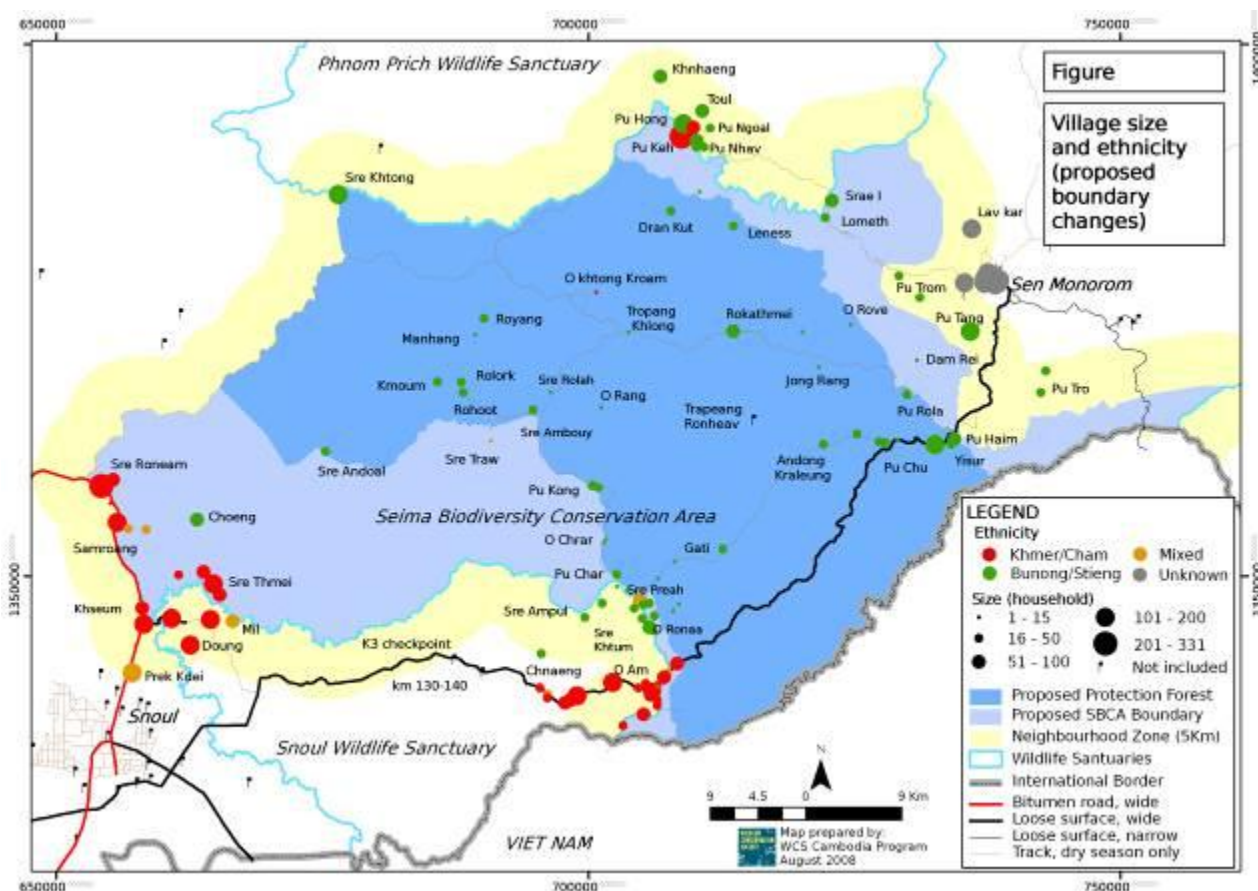 650000
700000
750000
Phnom Prich Wildlife Sanctuary
Figure
Village size
and ethnicity
(proposed
boundary
changes)
Khnhaeng
Toul
Pu Hong
Pu Ngoal
Pu Keh
Pu Nhav
Sre Khtong
Srae I
Lometh
Lav kar
Dran Kut
Leness
O khtong Kroam
Pu Trom
Sen Monorom
Royang
Tropang
Khlong
Rokathmei
O Rove
Pu Tang
Manhang
Dam Rei
Kmoum
Rolork
Sre Rolah
Jong Rang
Pu Tro
Rohoot
O Rang
Trapeang
Ronheav
Pu Rola
Sre Ambouy
Pu Haim
Sre Roneam
Sre Andoal
Sre Traw
Andong
Kraleung
Pu Chu
Ynur
Pu Kong
Choeng
Seima Biodiversity Conservation Area
Samroang
O Chrar
Gati
1350000
Sre Thmei
Pu Char
Khseum
Sre Ampul
Sre Preah
Mil
Sre
Khtum
O Ronaa
Doung
K3 checkpoint
Chnaeng
O Am
Prek Kdei
km 130-140
Snoul
Snoul Wildlife Sanctuary
VIET NAM
LEGEND
Ethnicity
Khmer/Cham
Mixed
Bunong/Stieng
Unknown
Size (household)
1 - 15
101 - 200
16 - 50
201 - 331
51 - 100
Not included
Proposed Protection Forest
Proposed SBCA Boundary
Neighbourhood Zone (5Km)
Wildlife Santuaries
International Border
Bitumen road, wide
Loose surface, wide
Loose surface, narrow
Track, dry season only
N
9 4.5 0 9 Km
Map prepared by:
WCS Cambodia Program
August 2008
650000
700000
750000